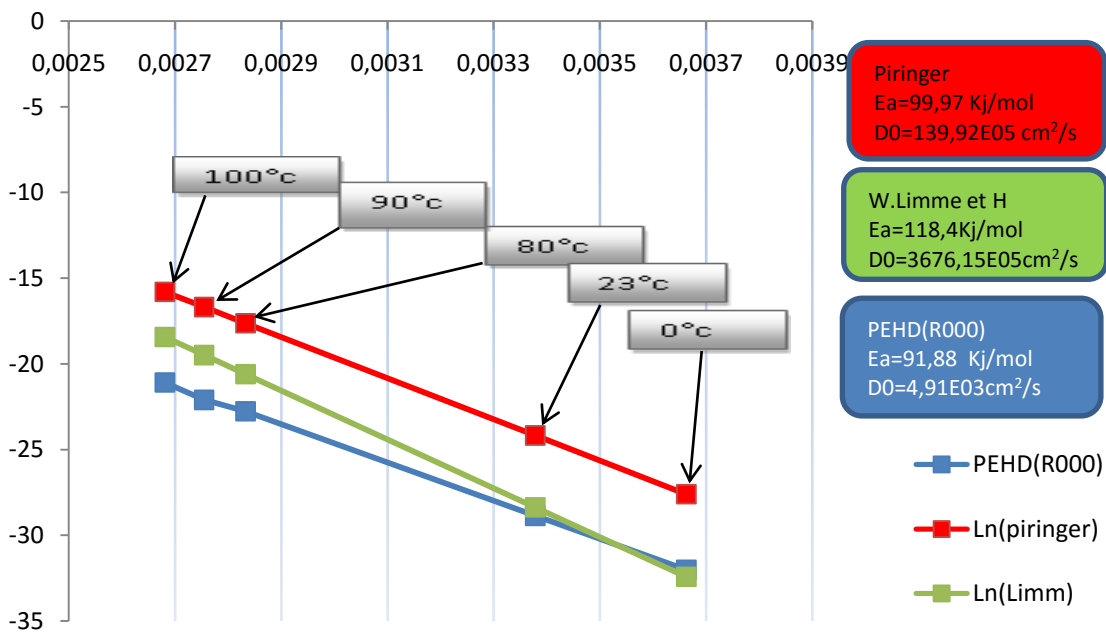 0
0,0025 0,0027 0,0029 0,0031 0,0033 0,0035 0,0037 0,0039
-5
-10
-15
-20
-25
-30
-35
100°c
90°c
80°c
23°c
0°c
Piringer
Ea=99,97 Kj/mol
D0=139,92E05 cm²/s
W.Limme et H
Ea=118,4Kj/mol
D0=3676,15E05cm²/s
PEHD(R000)
Ea=91,88 Kj/mol
D0=4,91E03cm²/s
PEHD(R000)
Ln(piringer)
Ln(Limm)